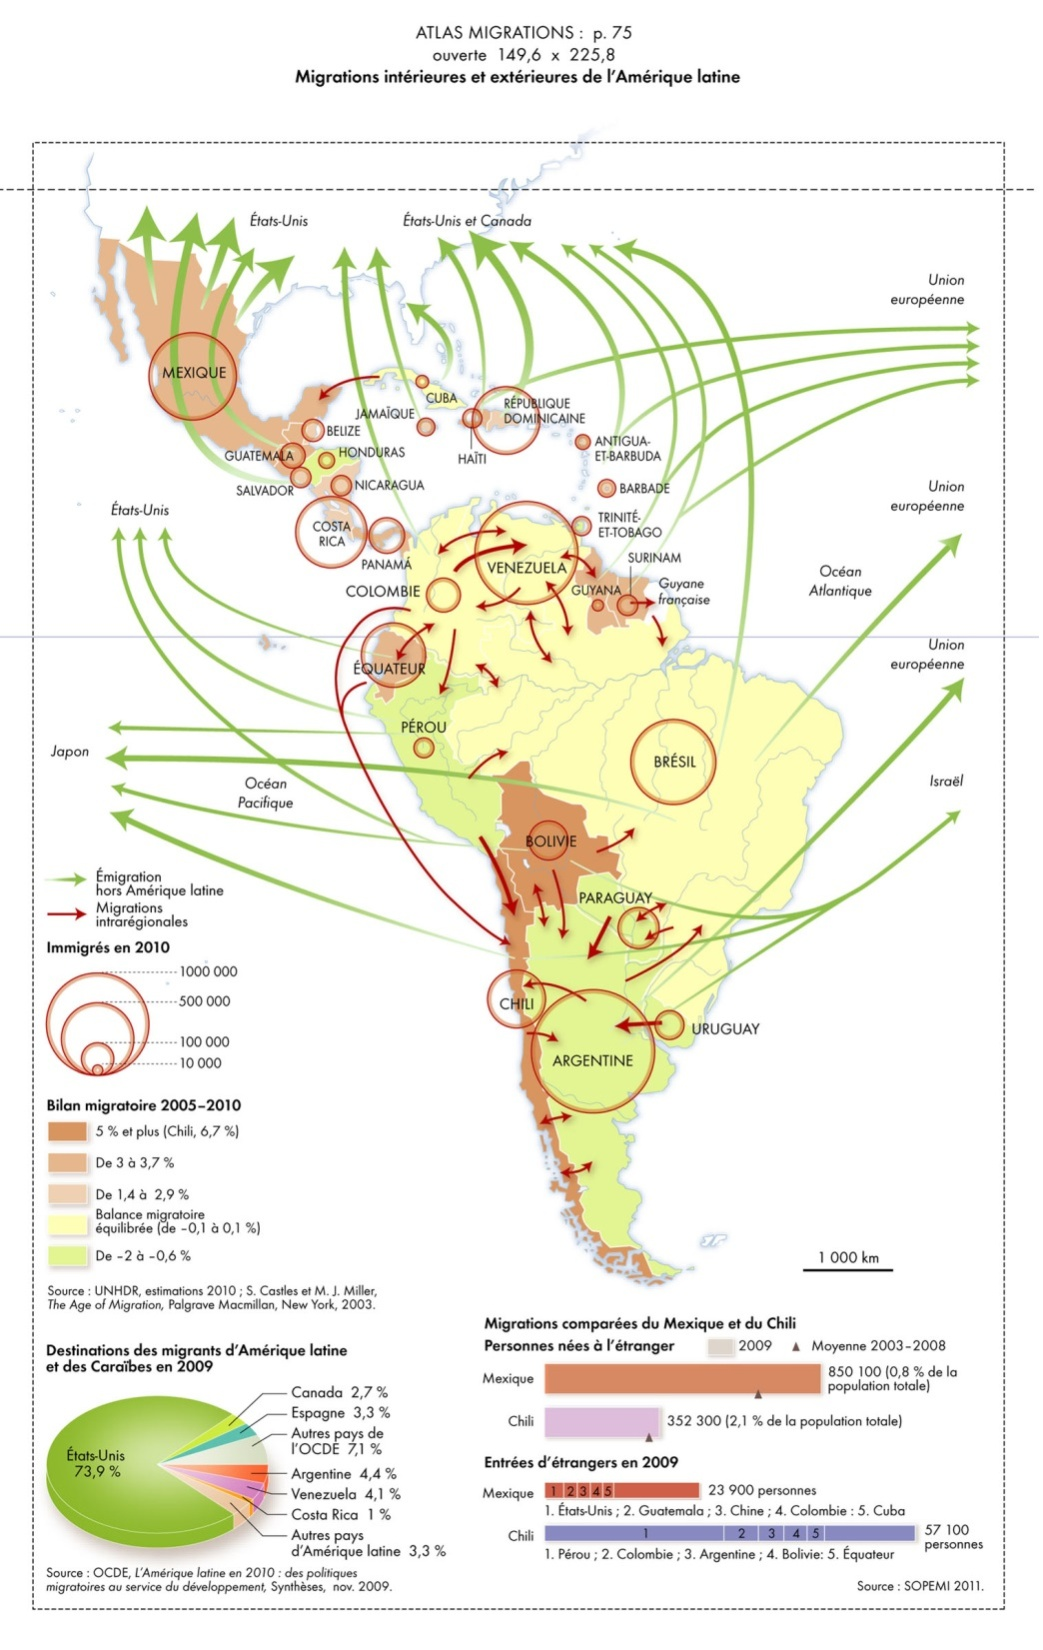 ATLAS MIGRATIONS : p. 75
ouverte 149,6 x 225,8
Migrations intérieures et extérieures de l’Amérique latine
États-Unis
États-Unis et Canada
Union
européenne
MEXIQUE
CUBA
JAMAÏQUE
RÉPUBLIQUE
DOMINICAINE
BELIZE
HAÏTI
ANTIGUA-
ET-BARBUDA
GUATEMALA
HONDURAS
SALVADOR
NICARAGUA
BARBADE
États-Unis
COSTA
RICA
PANAMÁ
TRINITÉ-
ET-TOBAGO
Union
européenne
SURINAM
VENEZUELA
COLOMBIE
GUYANA
Guyane
française
Océan
Atlantique
Union
européenne
ÉQUATEUR
PÉROU
BRÉSIL
Japon
Océan
Pacifique
Israël
BOLIVIE
PARAGUAY
CHILI
URUGUAY
ARGENTINE
Émigration
hors Amérique latine
Migrations
intrarégionales
Immigrés en 2010
1000 000
500 000
100 000
10 000
Bilan migratoire 2005–2010
5 % et plus (Chili, 6,7 %)
De 3 à 3,7 %
De 1,4 à 2,9 %
Balance migratoire
équilibrée (de –0,1 à 0,1 %)
De –2 à –0,6 %
1 000 km
Source : UNHDR, estimations 2010 ; S. Castles et M. J. Miller,
The Age of Migration, Palgrave Macmillan, New York, 2003.
Destinations des migrants d’Amérique latine
et des Caraïbes en 2009
Canada 2,7 %
Espagne 3,3 %
Autres pays de
l’OCDE 7,1 %
États-Unis
73,9 %
Argentine 4,4 %
Venezuela 4,1 %
Costa Rica 1 %
Autres pays
d’Amérique latine 3,3 %
Source : OCDE, L’Amérique latine en 2010 : des politiques
migratoires au service du développement, Synthèses, nov. 2009.
Migrations comparées du Mexique et du Chili
Personnes nées à l’étranger 2009 Moyenne 2003–2008
Mexique 850 100 (0,8 % de la
population totale)
Chili 352 300 (2,1 % de la population totale)
Entrées d’étrangers en 2009
Mexique 1 2 3 4 5 23 900 personnes
1. États-Unis ; 2. Guatemala ; 3. Chine ; 4. Colombie : 5. Cuba
Chili 1 2 3 4 5 57 100
personnes
1. Pérou ; 2. Colombie ; 3. Argentine ; 4. Bolivie: 5. Équateur
Source : SOPEMI 2011.